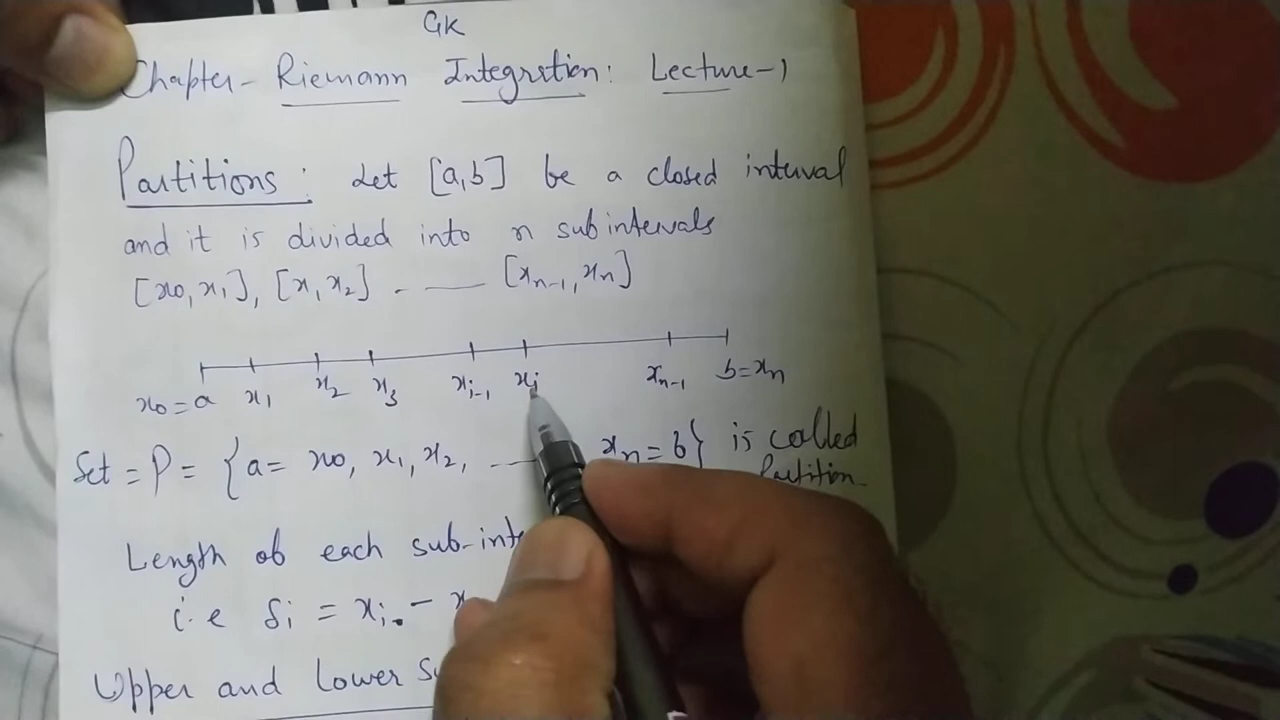 GK
Chapter- Riemann Integration: Lecture-1
Partitions: Let [a,b] be a closed interval
and it is divided into n subintervals
[x0,x1], [x1 x2] - —— [xn-1, xn]
x0=a x1 x2 x3 xi-1 xi xn-1 b=xn
Set = P = {a= x0, x1, x2, -—— xn=b} is called
Partition
Length of each sub-
i.e δi = xi -
Upper and Lower